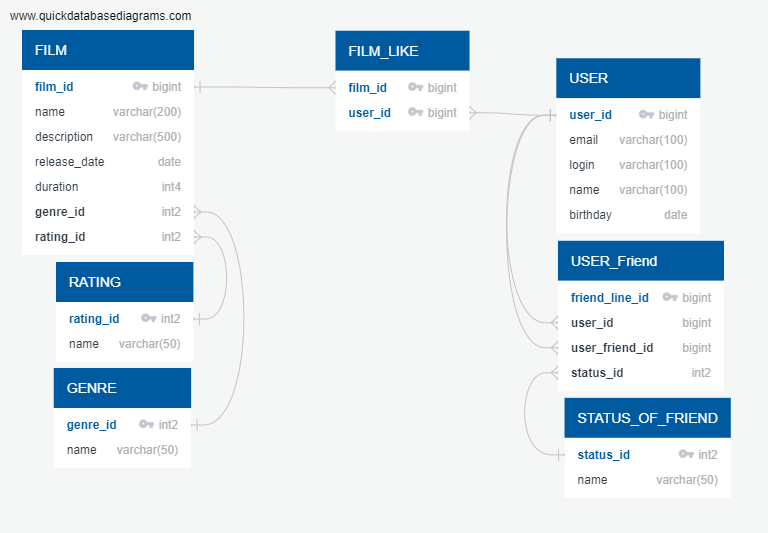 www.quickdatabasediagrams.com
FILM
film_id bigint
name varchar(200)
description varchar(500)
release_date date
duration int4
genre_id int2
rating_id int2
RATING
rating_id int2
name varchar(50)
GENRE
genre_id int2
name varchar(50)
FILM_LIKE
film_id bigint
user_id bigint
USER
user_id bigint
email varchar(100)
login varchar(100)
name varchar(100)
birthday date
USER_Friend
friend_line_id bigint
user_id bigint
user_friend_id bigint
status_id int2
STATUS_OF_FRIEND
status_id int2
name varchar(50)